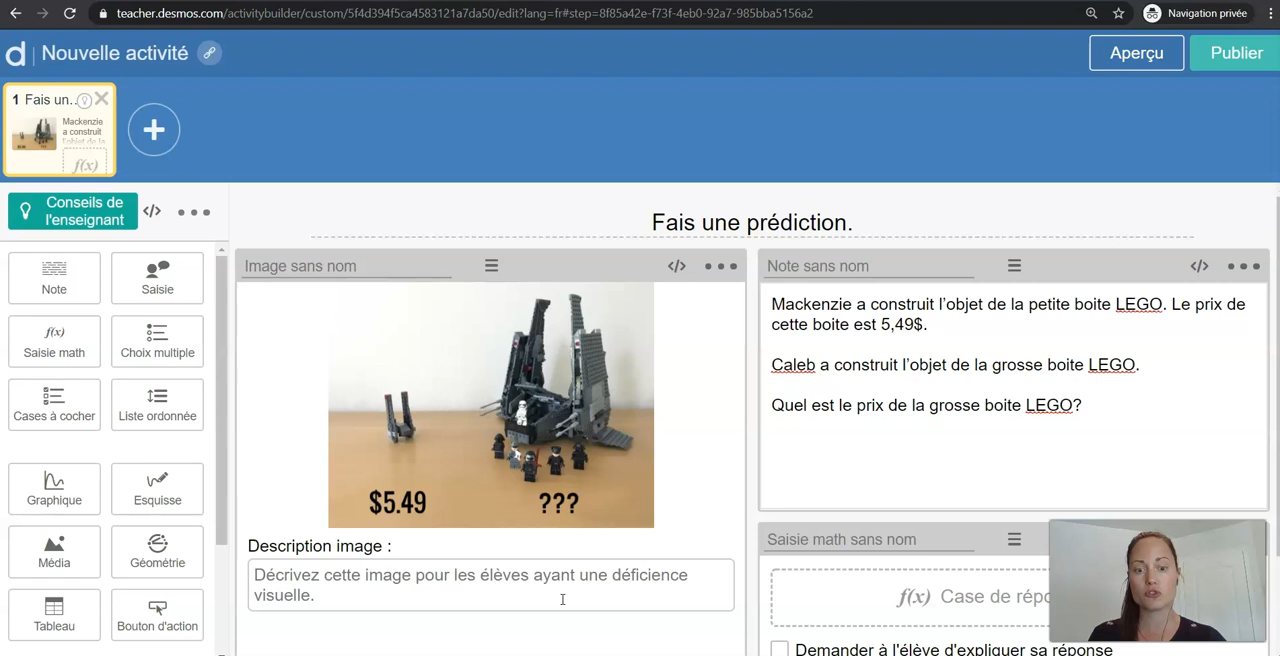 teacher.desmos.com/activitybuilder/custom/5f4d394f5ca4583121a7da50/edit?lang=fr#step=8f85a42e-f73f-4eb0-92a7-985bba5156a2
Navigation privée
d | Nouvelle activité
Aperçu
Publier
1 Fais un...
Mackenzie
a construit
l'objet de la
f(x)
Conseils de
l'enseignant
</>
Fais une prédiction.
Note
Saisie
f(x)
Saisie math
Choix multiple
Cases à cocher
Liste ordonnée
Graphique
Esquisse
Média
Géométrie
Tableau
Bouton d'action
Image sans nom
</>
$5.49
???
Description image :
Décrivez cette image pour les élèves ayant une déficience
visuelle.
Note sans nom
</>
Mackenzie a construit l'objet de la petite boite LEGO. Le prix de
cette boite est 5,49$.
Caleb a construit l'objet de la grosse boite LEGO.
Quel est le prix de la grosse boite LEGO?
Saisie math sans nom
f(x) Case de répo
Demander à l'élève d'expliquer sa réponse